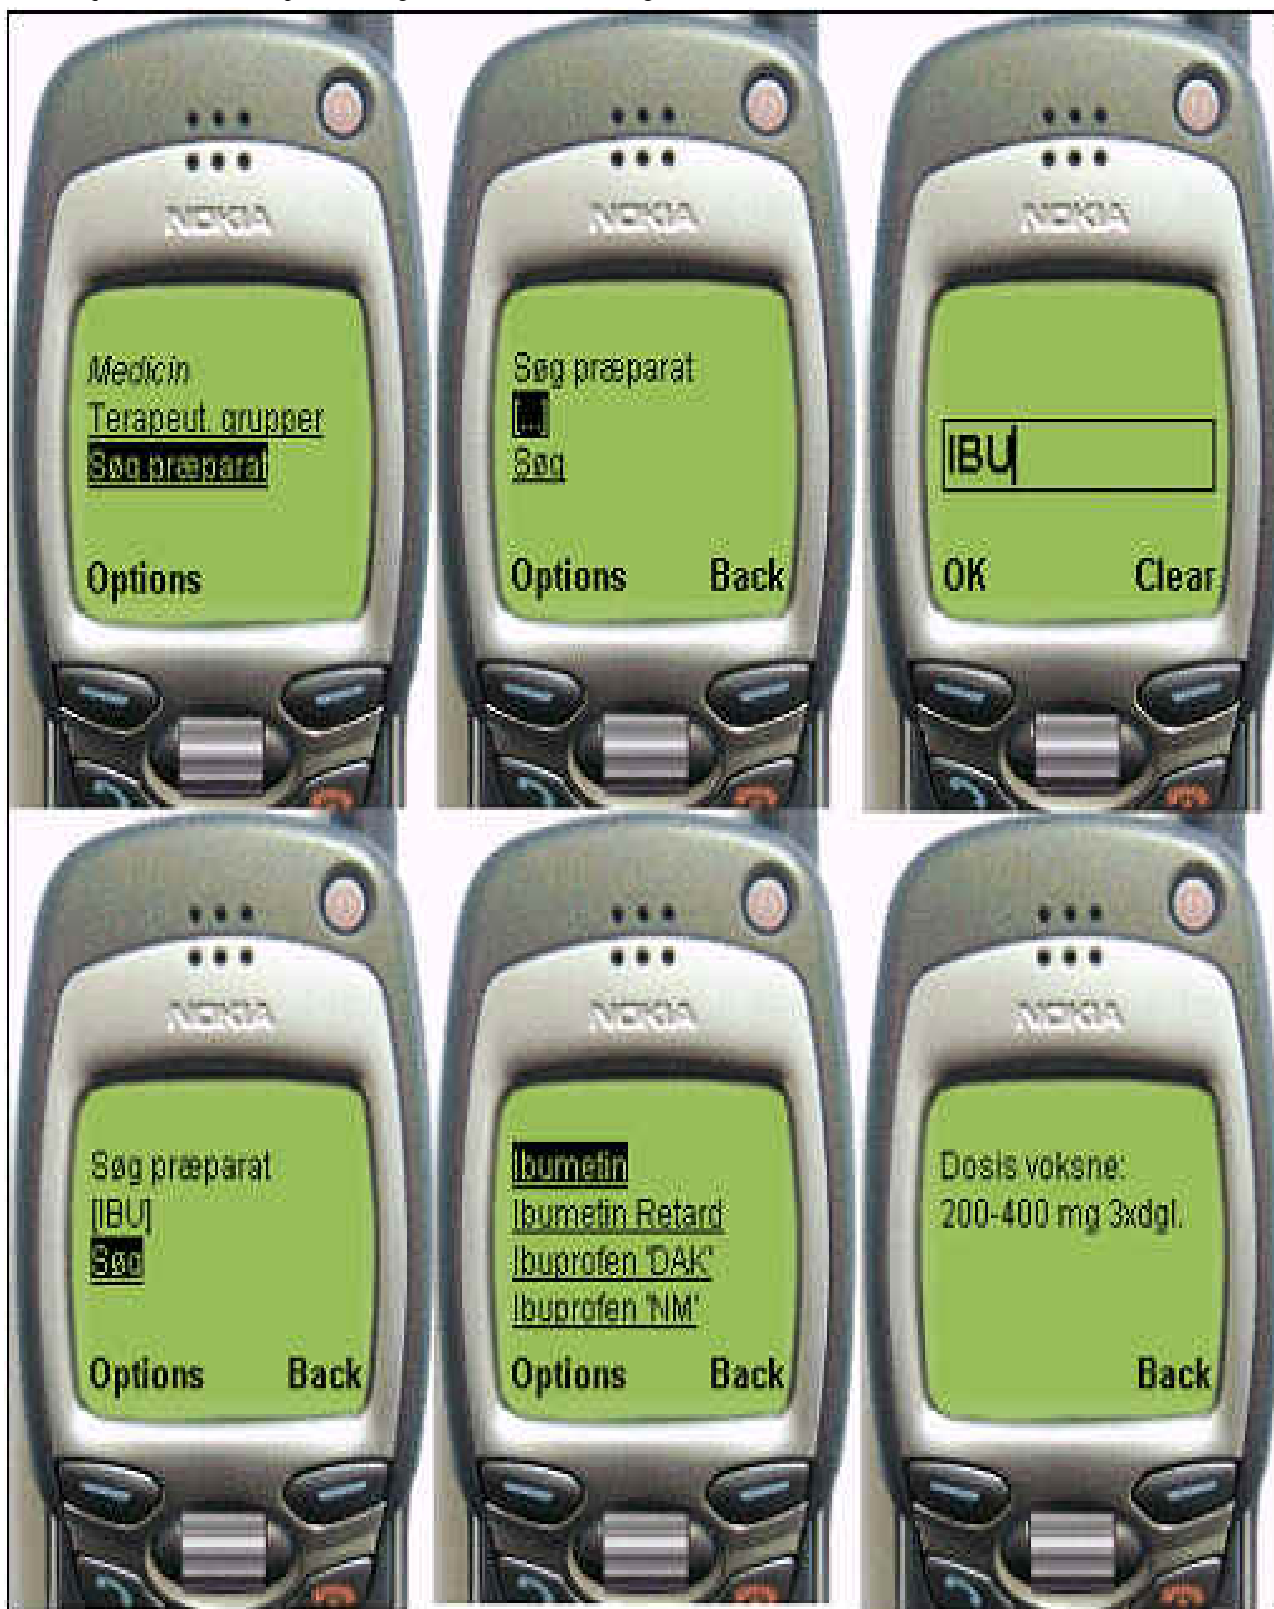 NOKIA
Medicin
Terapeut. grupper
Søg præparat
Options
NOKIA
Søg præparat
[...]
Søg
Options Back
NOKIA
IBU
OK Clear
NOKIA
Søg præparat
[IBU]
Søg
Options Back
NOKIA
Ibumetin
Ibumetin Retard
Ibuprofen "DAK"
Ibuprofen "NM"
Options Back
NOKIA
Dosis voksne:
200-400 mg 3xdgl.
Back